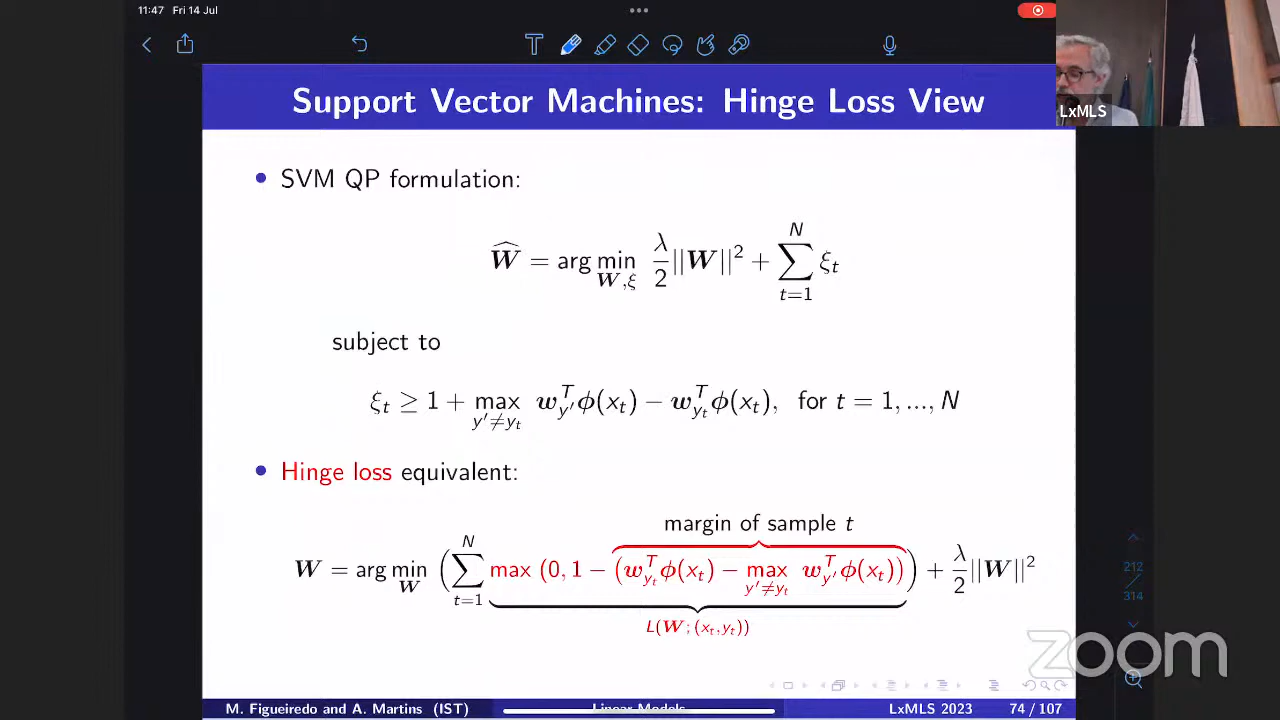 11:47 Fri 14 Jul
LxMLS
Support Vector Machines: Hinge Loss View
• SVM QP formulation:
Ŵ = arg min_{W,ξ} λ/2 ||W||² + ∑_{t=1}^{N} ξ_t
subject to
ξ_t ≥ 1 + max_{y′≠y_t} w_{y′}^T ϕ(x_t) − w_{y_t}^T ϕ(x_t), for t = 1, ..., N
• Hinge loss equivalent:
margin of sample t
W = arg min_W (∑_{t=1}^{N} max (0, 1 − (w_{y_t}^T ϕ(x_t) − max_{y′≠y_t} w_{y′}^T ϕ(x_t))) + λ/2 ||W||²
L(W; (x_t, y_t))
212
314
zoom
M. Figueiredo and A. Martins (IST) Linear Models LxMLS 2023 74 / 107